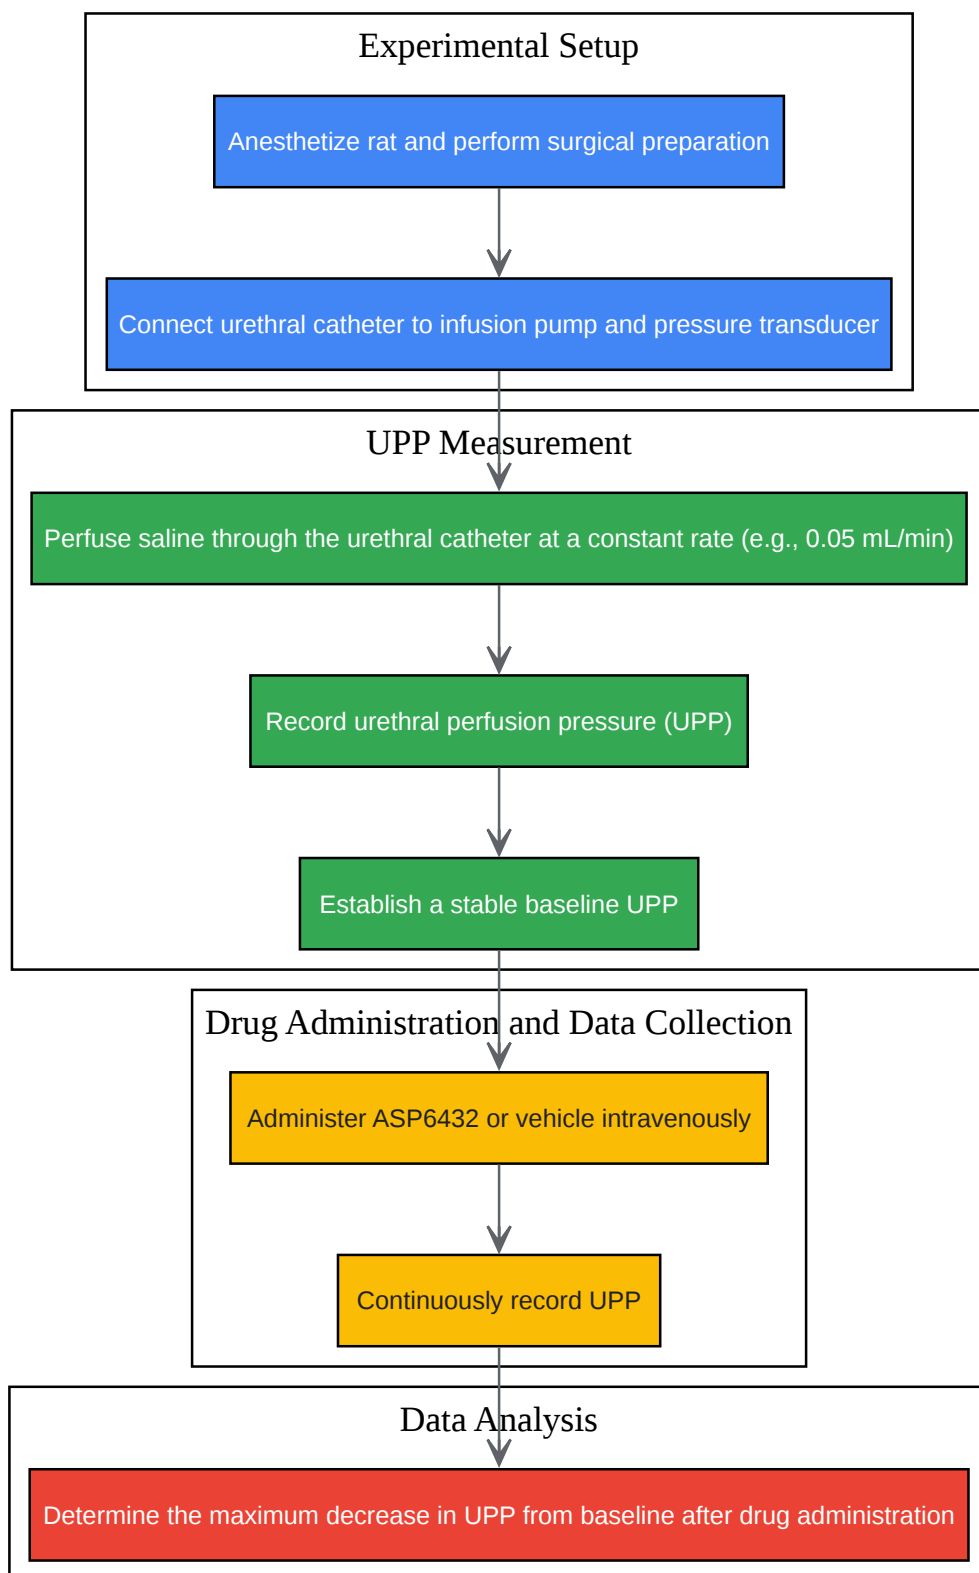 Experimental Setup
Anesthetize rat and perform surgical preparation
Connect urethral catheter to infusion pump and pressure transducer
UPP Measurement
Perfuse saline through the urethral catheter at a constant rate (e.g., 0.05 mL/min)
Record urethral perfusion pressure (UPP)
Establish a stable baseline UPP
Drug Administration and Data Collection
Administer ASP6432 or vehicle intravenously
Continuously record UPP
Data Analysis
Determine the maximum decrease in UPP from baseline after drug administration